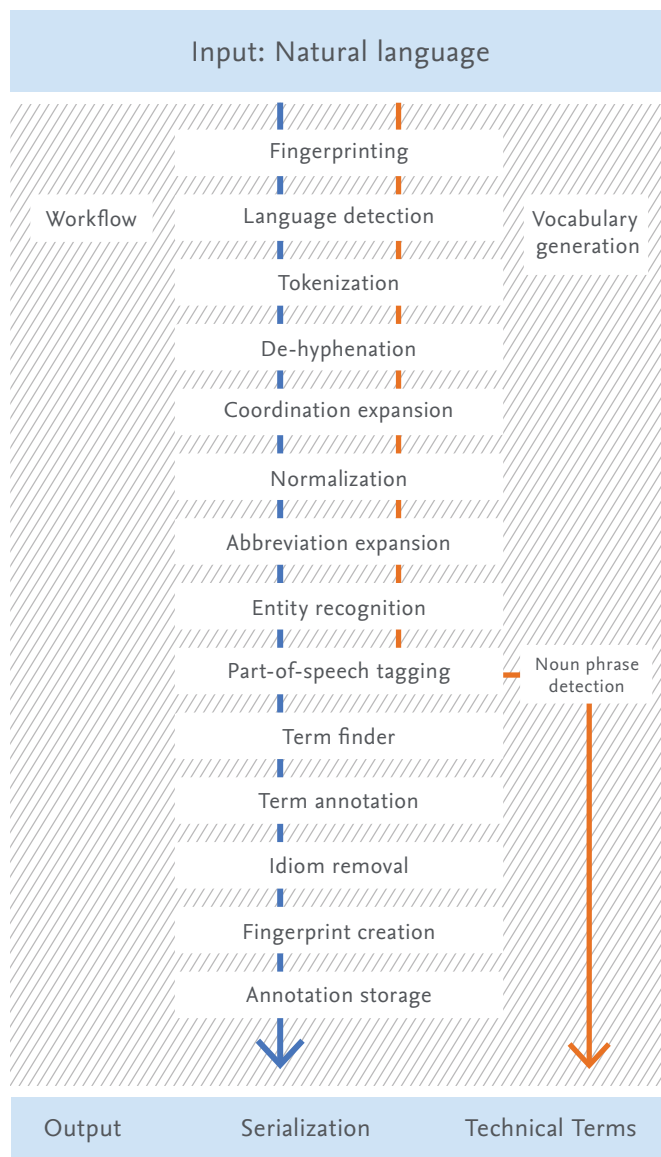 Input: Natural language
Fingerprinting
Workflow
Language detection
Vocabulary
generation
Tokenization
De-hyphenation
Coordination expansion
Normalization
Abbreviation expansion
Entity recognition
Part-of-speech tagging
Noun phrase
detection
Term finder
Term annotation
Idiom removal
Fingerprint creation
Annotation storage
Output
Serialization
Technical Terms